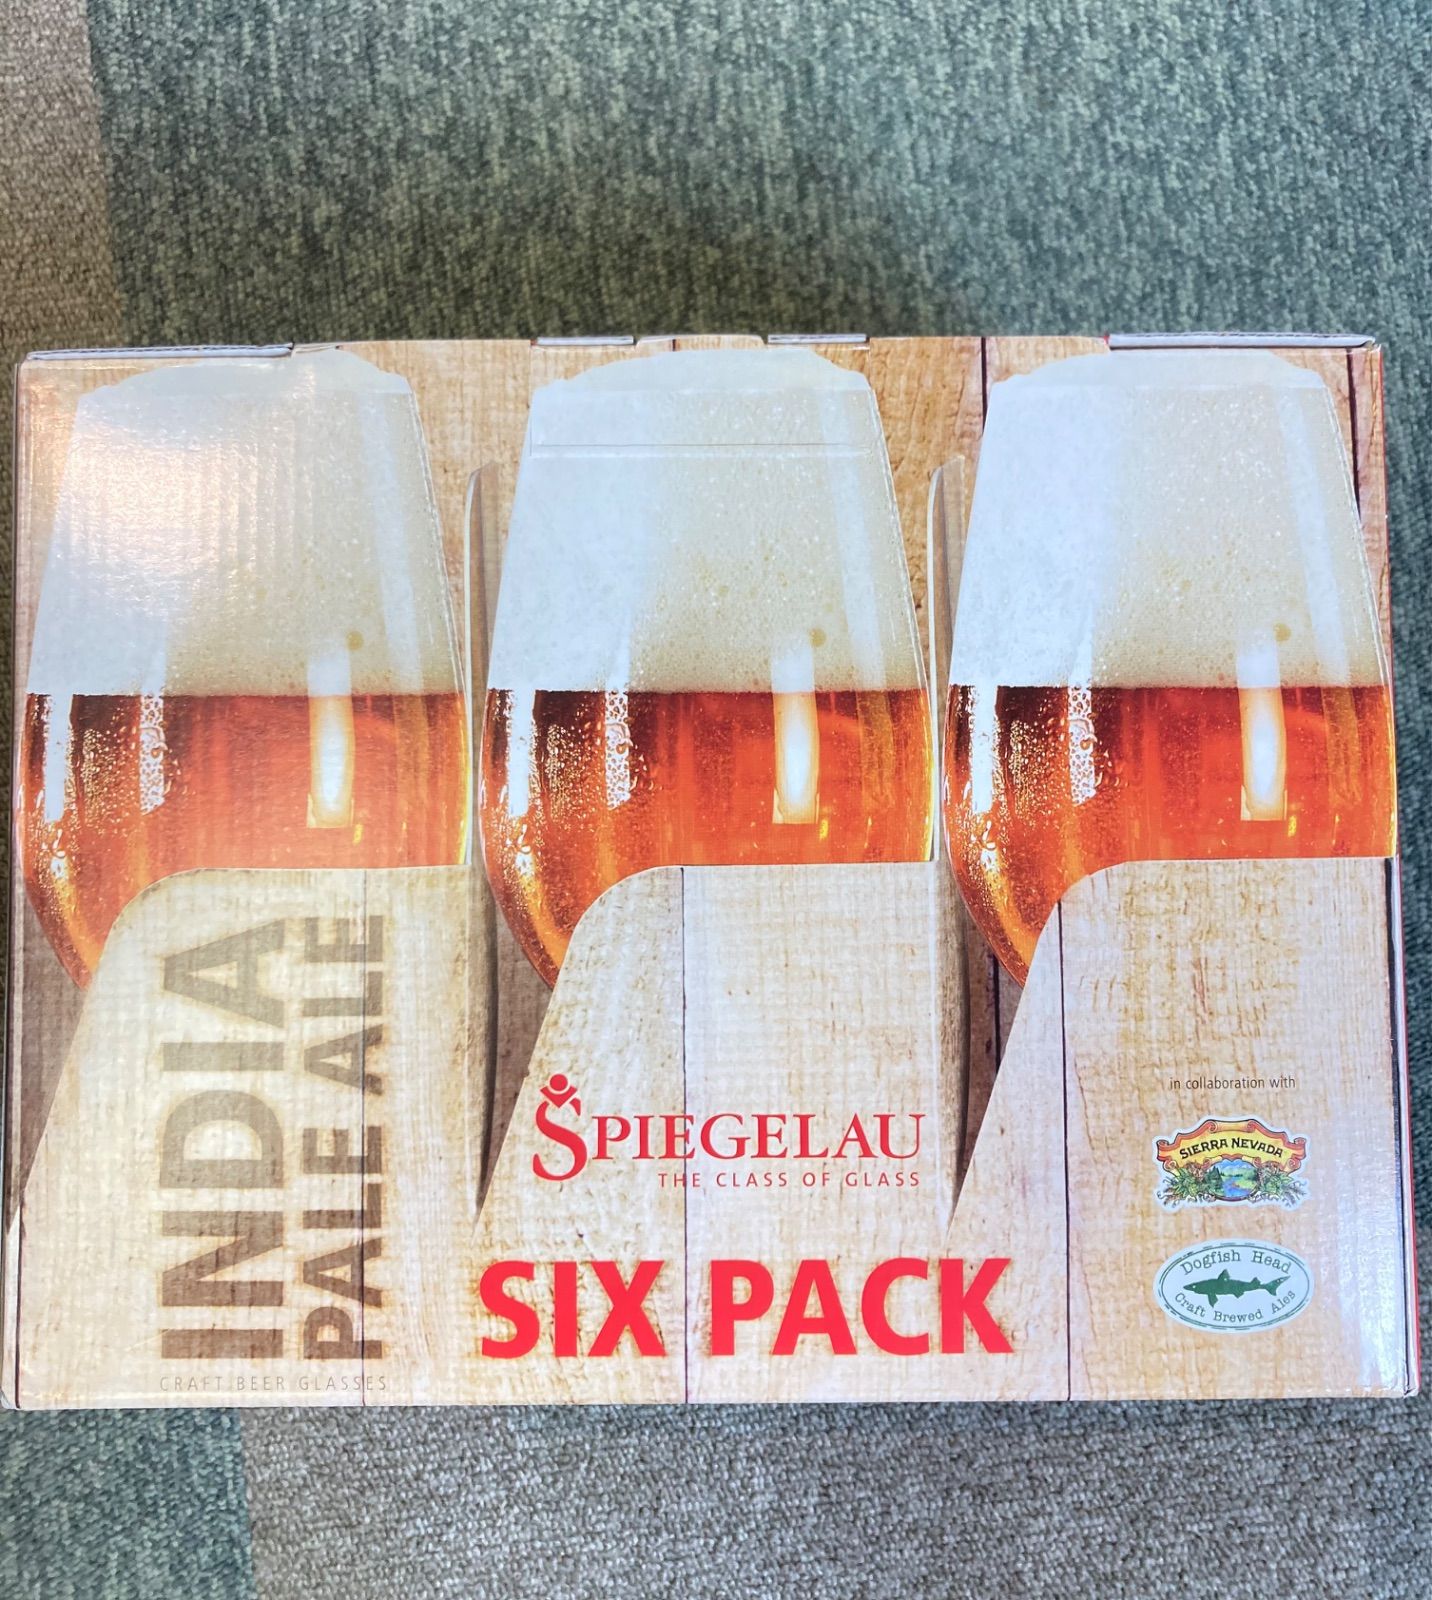 INDIA
PALE ALE
CRAFT BEER GLASSES
SPIEGELAU
THE CLASS OF GLASS
SIX PACK
in collaboration with
SIERRA NEVADA
Dogfish Head
Craft Brewed Ales